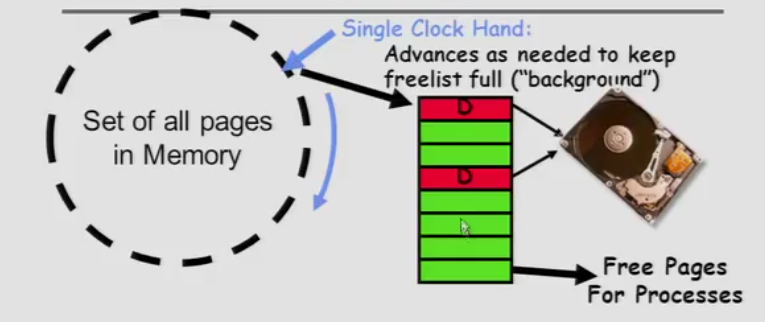 Single Clock Hand:
Advances as needed to keep
freelist full ("background")
Set of all pages
in Memory
D
D
Free Pages
For Processes